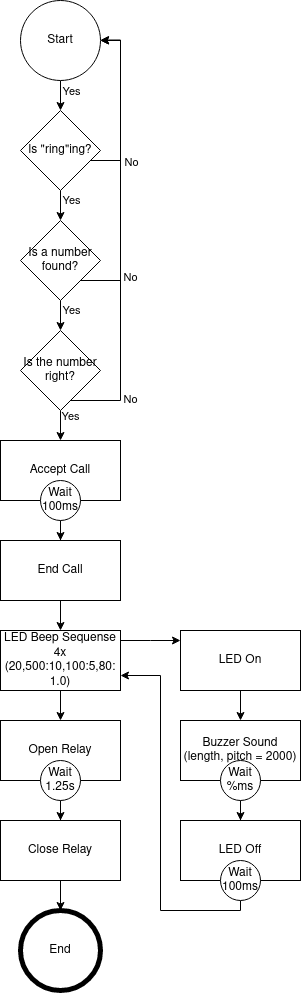 Start
Yes
Is "ring"ing?
No
Yes
Is a number
found?
No
Yes
Is the number
right?
No
Yes
Accept Call
Wait
100ms
End Call
LED Beep Sequense
4x
(20,500:10,100:5,80:
1.0)
LED On
Open Relay
Wait
1.25s
Buzzer Sound
(length, pitch = 2000)
Wait
%ms
Close Relay
LED Off
Wait
100ms
End